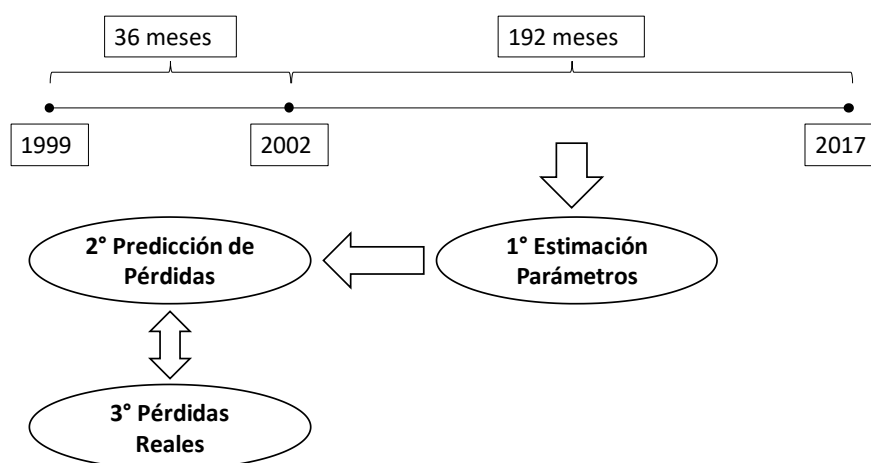 36 meses
192 meses
1999
2002
2017
2° Predicción de
Pérdidas
1° Estimación
Parámetros
3° Pérdidas
Reales